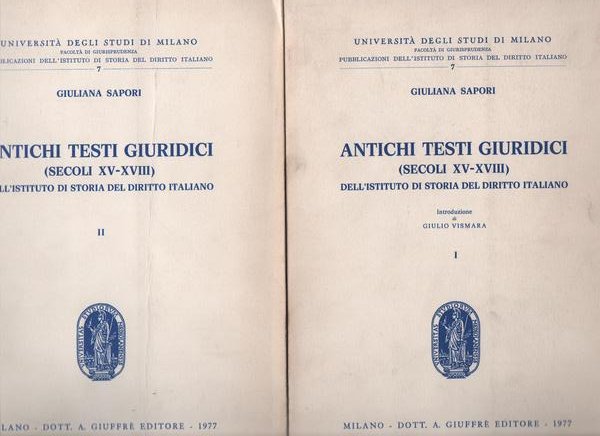 UNIVERSITÀ DEGLI STUDI DI MILANO
FACOLTÀ DI GIURISPRUDENZA
PUBBLICAZIONI DELL'ISTITUTO DI STORIA DEL DIRITTO ITALIANO
7
GIULIANA SAPORI
NTICHI TESTI GIURIDICI
(SECOLI XV-XVIII)
LL'ISTITUTO DI STORIA DEL DIRITTO ITALIANO
II
LANO - DOTT. A. GIUFFRÈ EDITORE - 1977
UNIVERSITÀ DEGLI STUDI DI MILANO
FACOLTÀ DI GIURISPRUDENZA
PUBBLICAZIONI DELL'ISTITUTO DI STORIA DEL DIRITTO ITALIANO
7
GIULIANA SAPORI
ANTICHI TESTI GIURIDICI
(SECOLI XV-XVIII)
DELL'ISTITUTO DI STORIA DEL DIRITTO ITALIANO
Introduzione
di
GIULIO VISMARA
I
MILANO - DOTT. A. GIUFFRÈ EDITORE - 1977